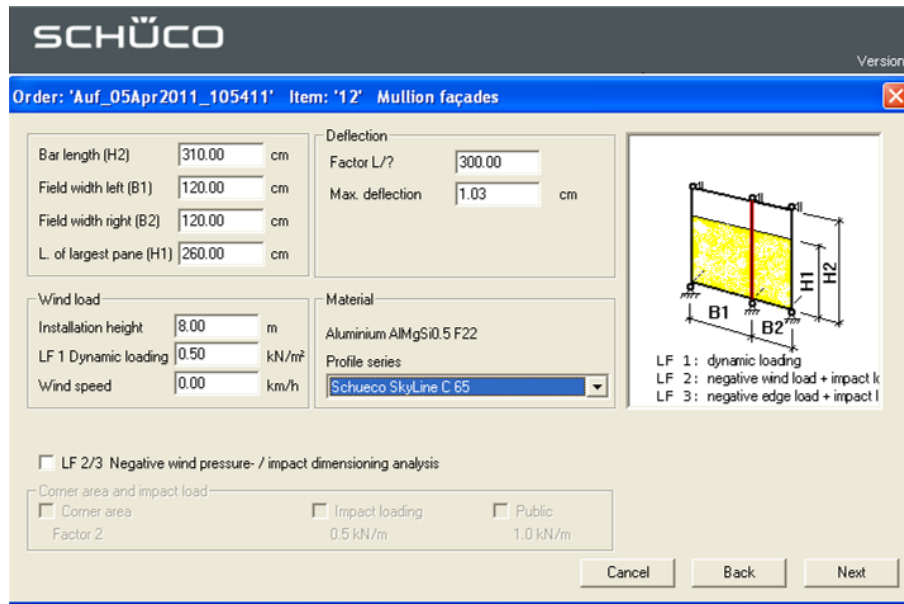 SCHÜCO
Version
Order: 'Auf_05Apr2011_105411' Item: '12' Mullion façades
Bar length (H2) 310.00 cm
Field width left (B1) 120.00 cm
Field width right (B2) 120.00 cm
L. of largest pane (H1) 260.00 cm
Deflection
Factor L/? 300.00
Max. deflection 1.03 cm
Wind load
Installation height 8.00 m
LF 1 Dynamic loading 0.50 kN/m²
Wind speed 0.00 km/h
Material
Aluminium AlMgSi0.5 F22
Profile series
Schueco SkyLine C 65
B1
B2
H1
H2
LF 1: dynamic loading
LF 2: negative wind load + impact lo
LF 3: negative edge load + impact l
LF 2/3 Negative wind pressure- / impact dimensioning analysis
Corner area and impact load
Corner area Impact loading Public
Factor 2 0.5 kN/m 1.0 kN/m
Cancel Back Next